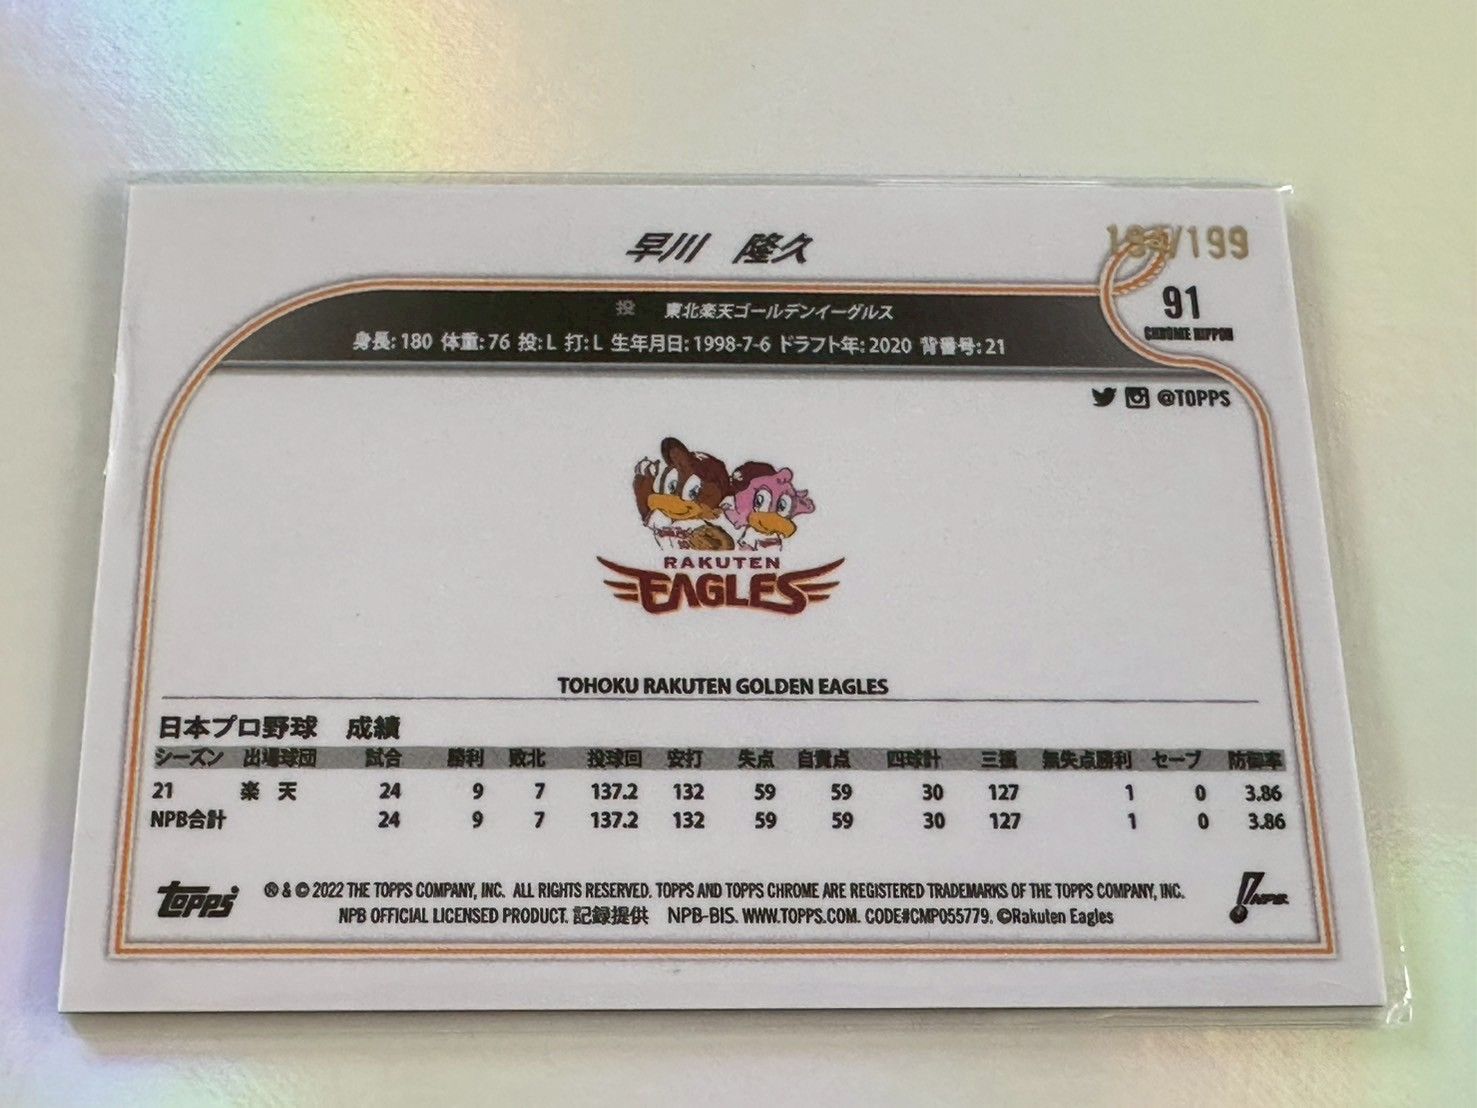 早川 隆久
/199
91
CHROME NIPPON
投 東北楽天ゴールデンイーグルス
身長: 180 体重: 76 投: L 打: L 生年月日: 1998-7-6 ドラフト年: 2020 背番号: 21
@TOPPS
RAKUTEN
EAGLES
TOHOKU RAKUTEN GOLDEN EAGLES
日本プロ野球 成績
シーズン 出場球団 試合 勝利 敗北 投球回 安打 失点 自責点 四球計 三振 無失点勝利 セーブ 防御率
21 楽天 24 9 7 137.2 132 59 59 30 127 1 0 3.86
NPB合計 24 9 7 137.2 132 59 59 30 127 1 0 3.86
topps
® & © 2022 THE TOPPS COMPANY, INC. ALL RIGHTS RESERVED. TOPPS AND TOPPS CHROME ARE REGISTERED TRADEMARKS OF THE TOPPS COMPANY, INC.
NPB OFFICIAL LICENSED PRODUCT. 記録提供 NPB-BIS. WWW.TOPPS.COM. CODE#CMP055779. ©Rakuten Eagles
NPB